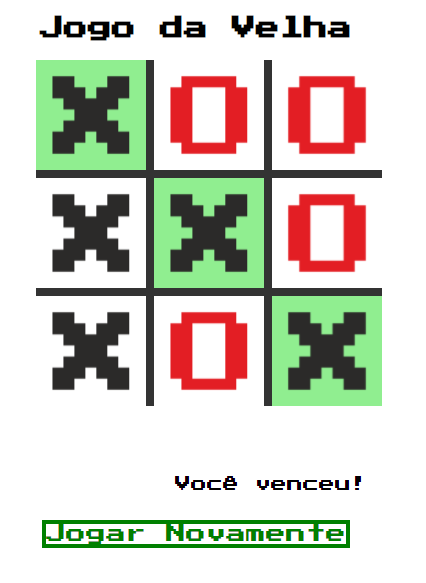 Jogo da Velha
X O O
X X O
X O X
Você venceu!
Jogar Novamente